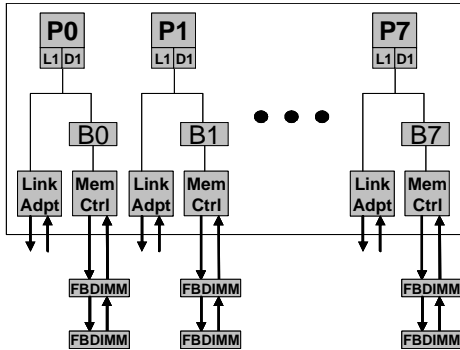 P0 P1 P7
L1 D1 L1 D1 L1 D1
B0 B1 B7
Link Mem Link Mem Link Mem
Adpt Ctrl Adpt Ctrl Adpt Ctrl
FBDIMM FBDIMM FBDIMM
FBDIMM FBDIMM FBDIMM